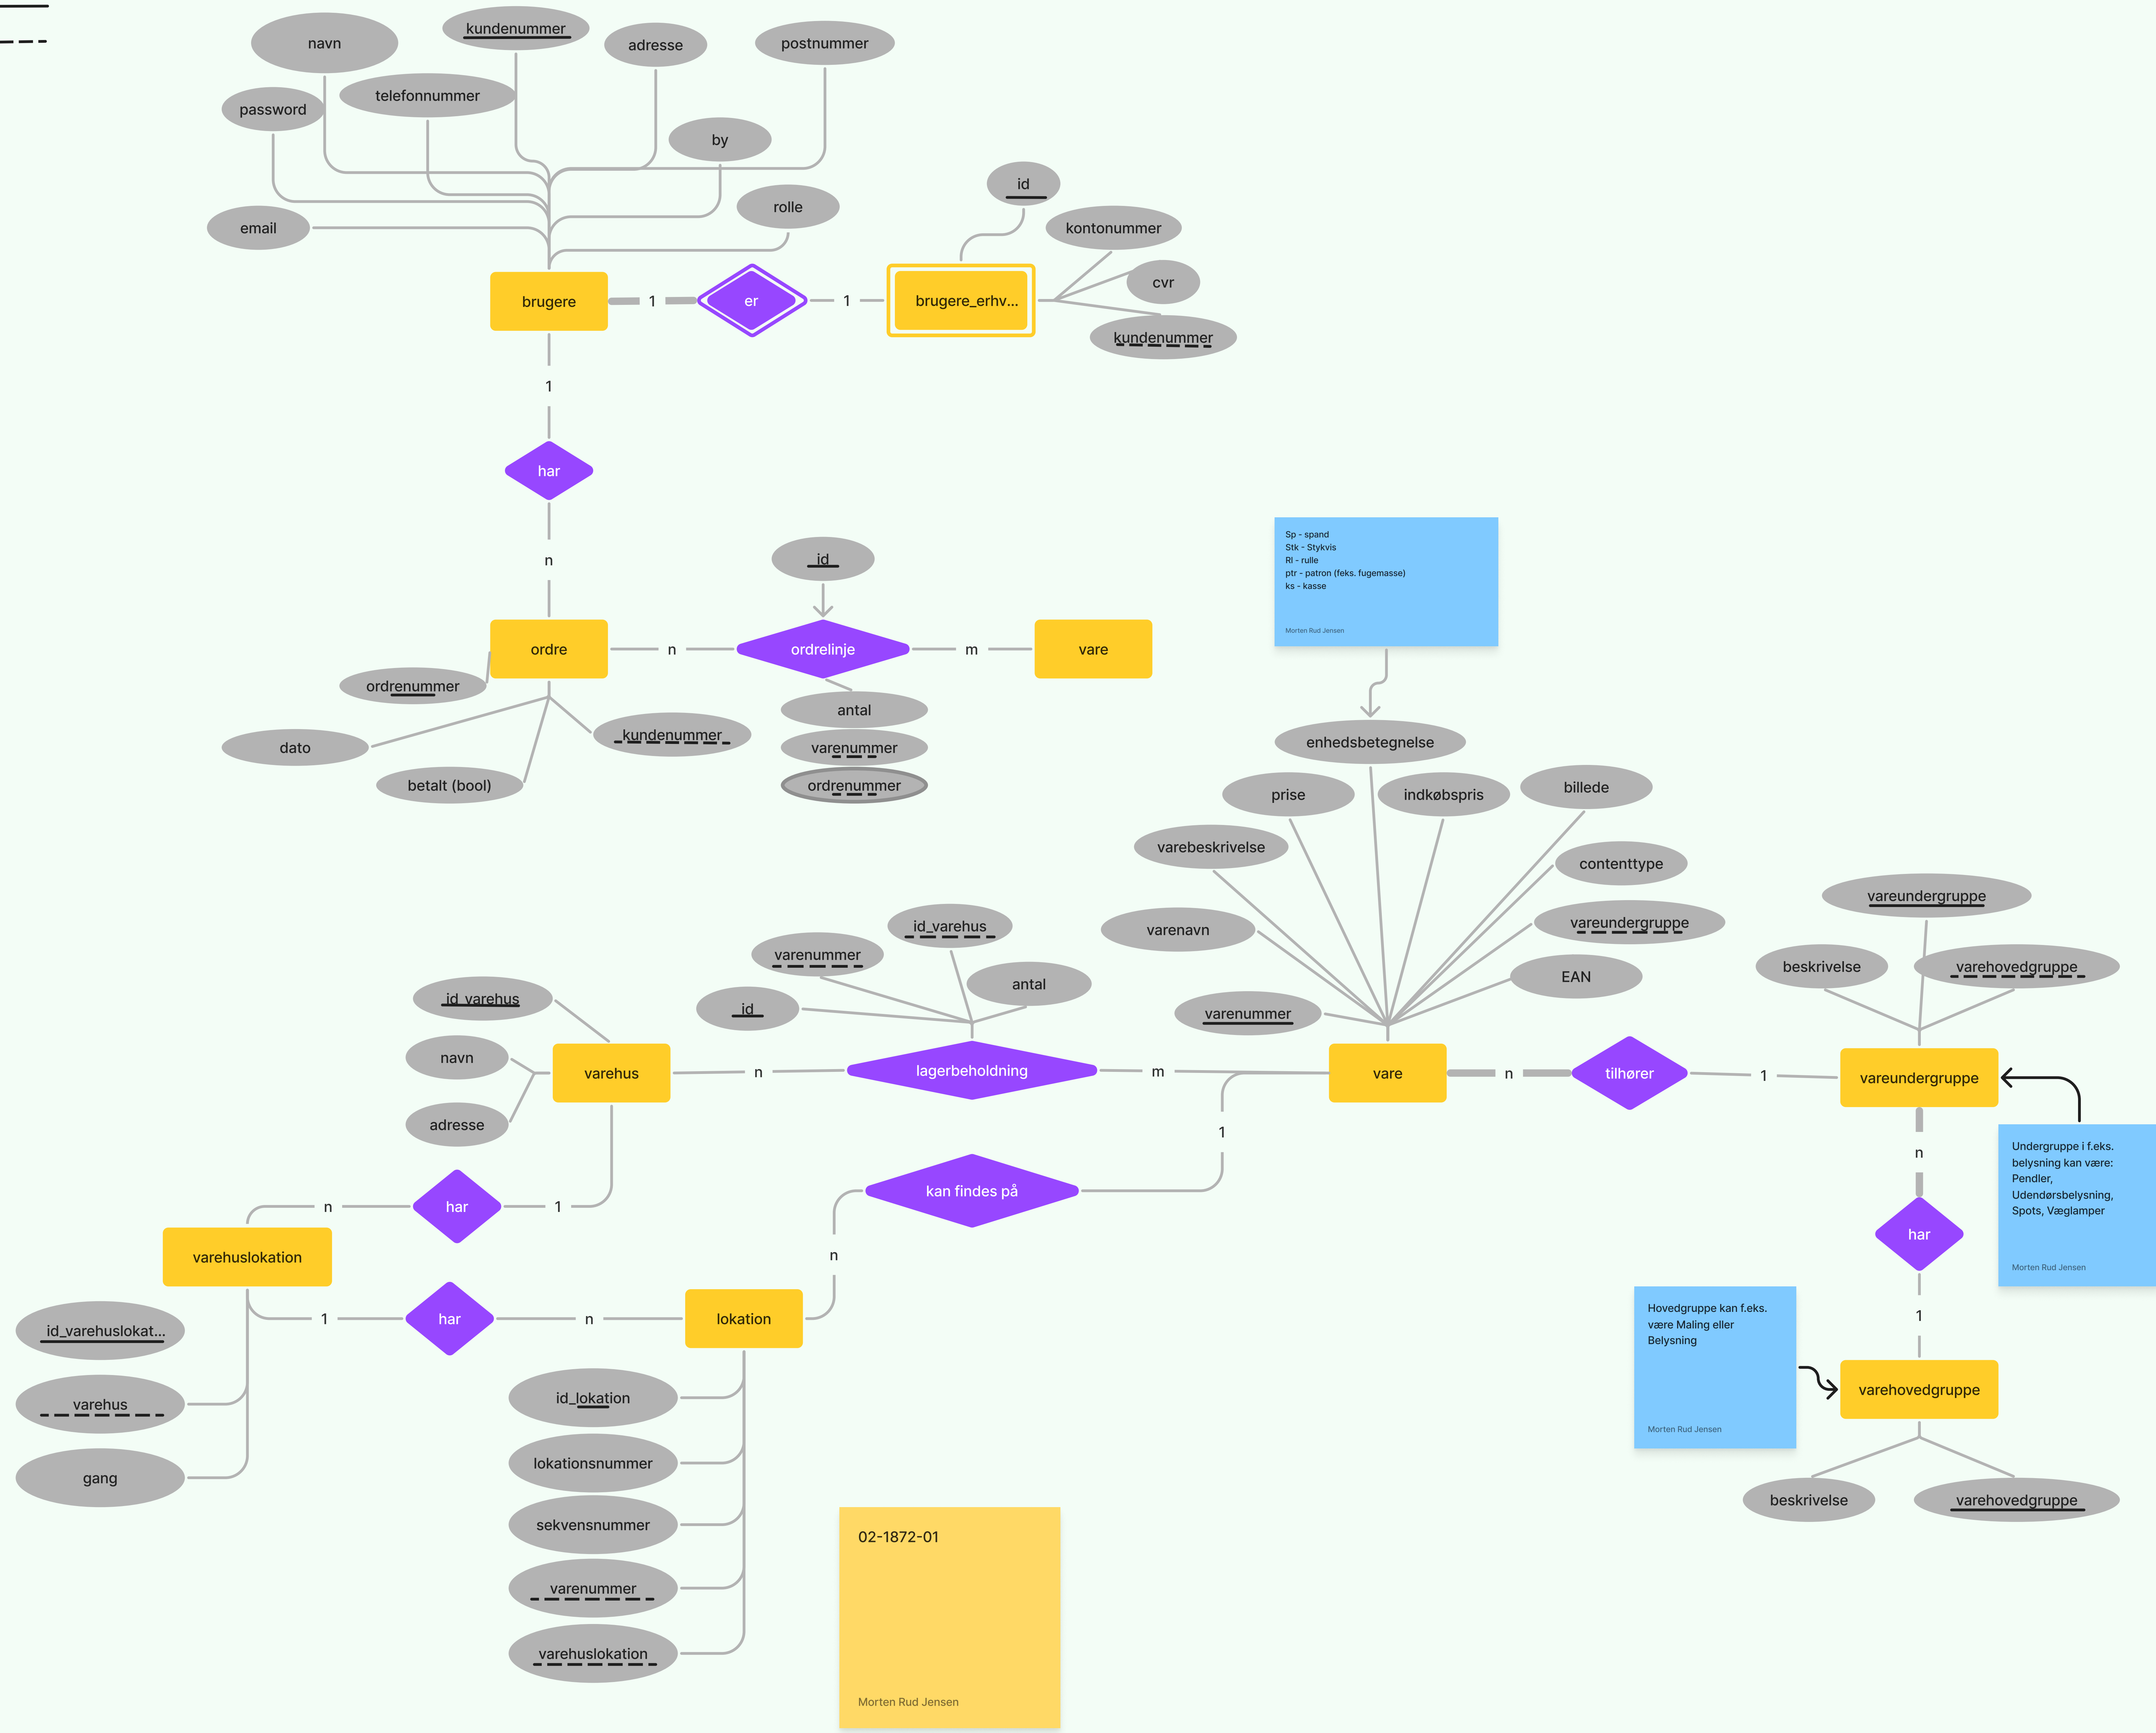 navn
kundenummer
adresse
postnummer
password
telefonnummer
by
email
rolle
id
kontonummer
cvr
kundenummer
brugere
1
er
1
brugere_erhv...
1
har
n
id
ordre
n
ordrelinje
m
vare
ordrenummer
dato
betalt (bool)
kundenummer
antal
varenummer
ordrenummer
Sp - spand
Stk - Stykvis
Rl - rulle
ptr - patron (feks. fugemasse)
ks - kasse
Morten Rud Jensen
enhedsbetegnelse
prise
indkøbspris
billede
varebeskrivelse
contenttype
varenavn
vareundergruppe
EAN
varenummer
vareundergruppe
beskrivelse
varehovedgruppe
id_varehus
varenummer
antal
id
id_varehus
navn
adresse
varehus
n
lagerbeholdning
m
vare
n
tilhører
1
vareundergruppe
1
kan findes på
n
n
har
1
varehuslokation
1
har
n
lokation
id_varehuslokat...
varehus
gang
id_lokation
lokationsnummer
sekvensnummer
varenummer
varehuslokation
02-1872-01
Morten Rud Jensen
n
har
1
Undergruppe i f.eks.
belysning kan være:
Pendler,
Udendørsbelysning,
Spots, Væglamper
Morten Rud Jensen
Hovedgruppe kan f.eks.
være Maling eller
Belysning
Morten Rud Jensen
varehovedgruppe
beskrivelse
varehovedgruppe